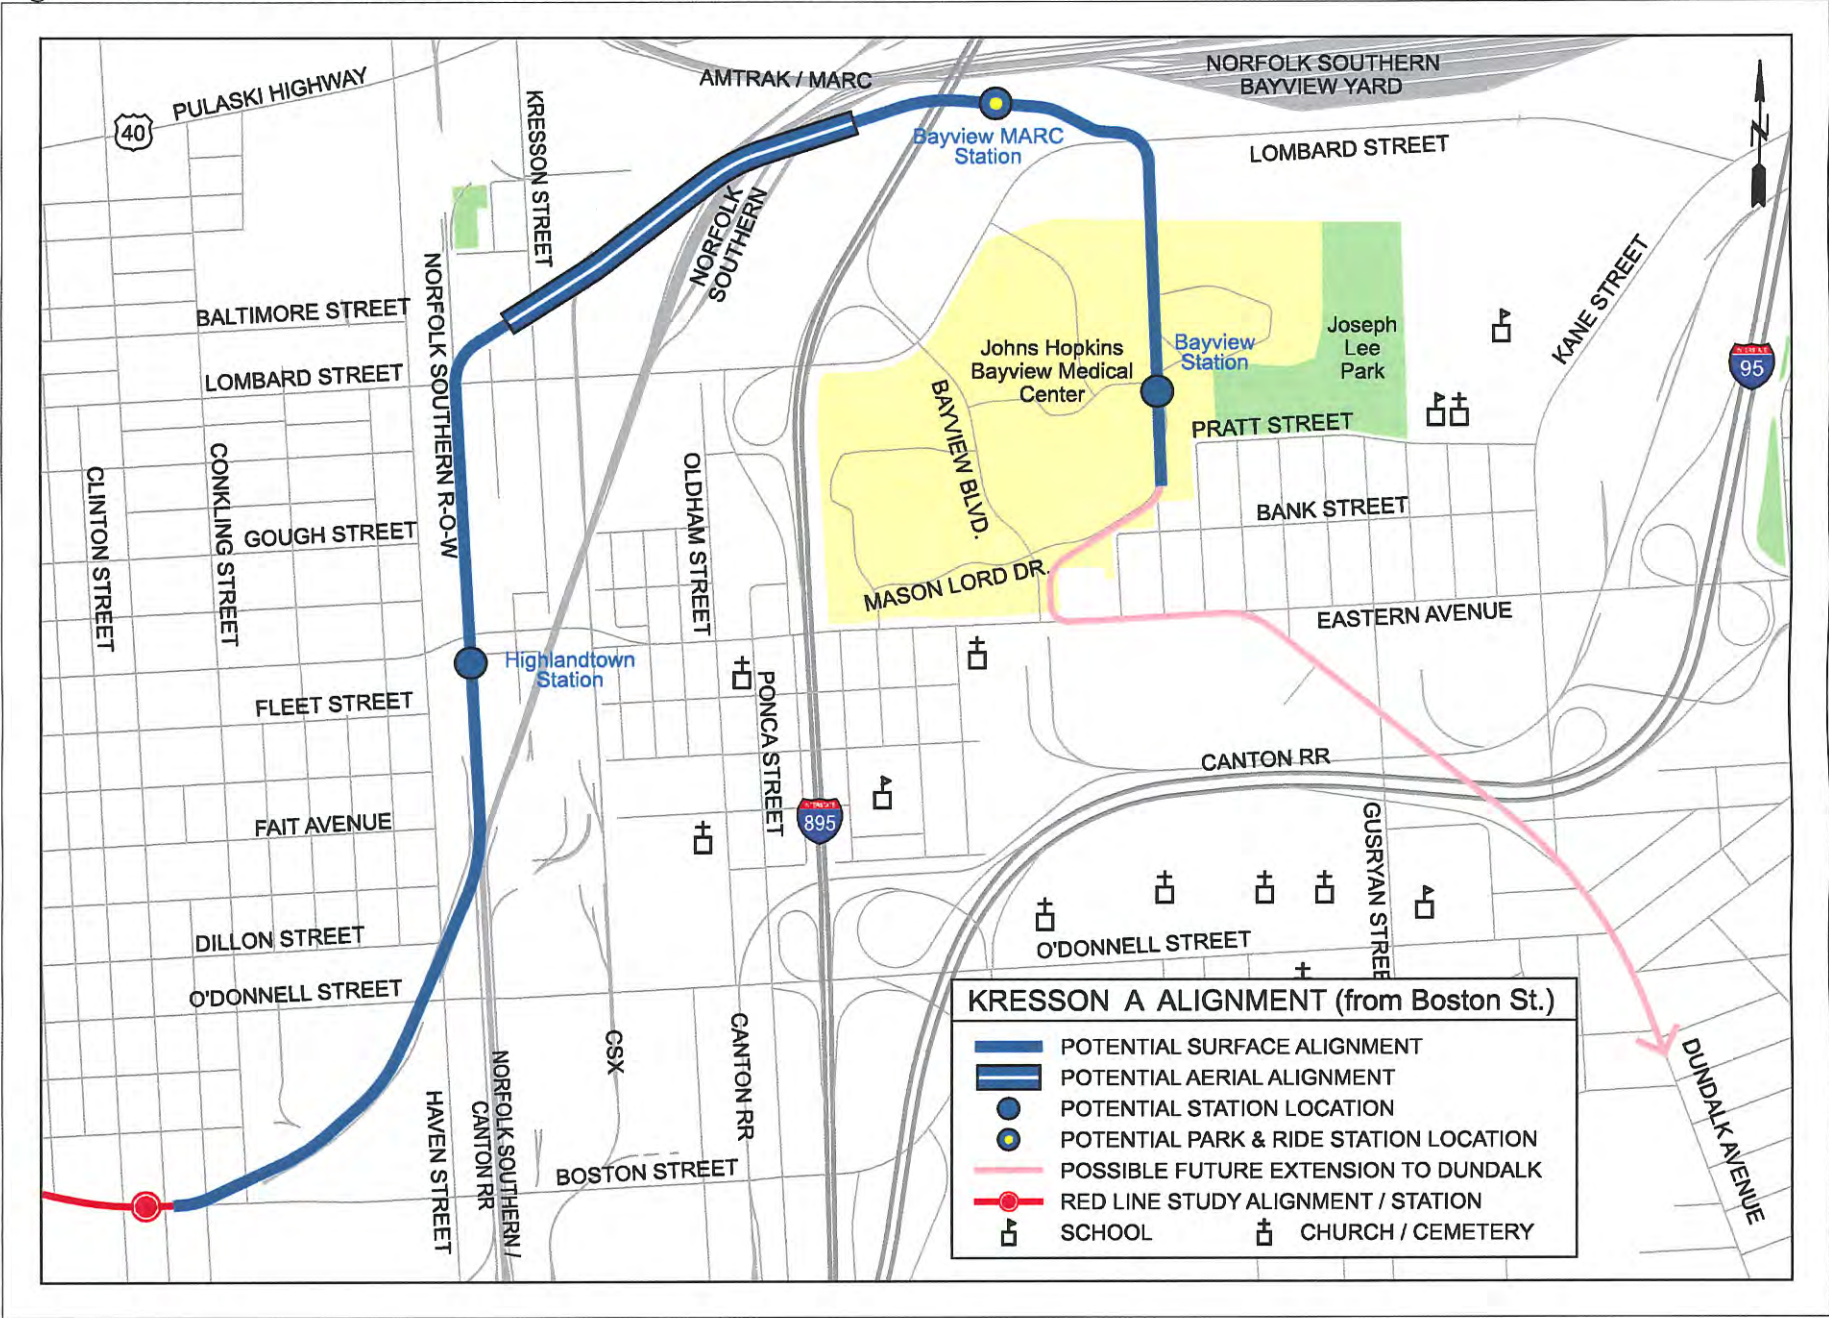 AMTRAK / MARC
NORFOLK SOUTHERN
BAYVIEW YARD
PULASKI HIGHWAY
40
KRESSON STREET
Bayview MARC
Station
LOMBARD STREET
N
NORFOLK
SOUTHERN
KANE STREET
NORFOLK SOUTHERN R-O-W
BALTIMORE STREET
LOMBARD STREET
Johns Hopkins
Bayview Medical
Center
Bayview
Station
Joseph
Lee
Park
95
BAYVIEW BLVD.
PRATT STREET
CLINTON STREET
CONKLING STREET
GOUGH STREET
OLDHAM STREET
BANK STREET
MASON LORD DR.
EASTERN AVENUE
Highlandtown
Station
FLEET STREET
PONCA STREET
CANTON RR
FAIT AVENUE
895
GUSRYAN STREE
DILLON STREET
O'DONNELL STREET
O'DONNELL STREET
CSX
CANTON RR
NORFOLK SOUTHERN /
CANTON RR
HAVEN STREET
BOSTON STREET
DUNDALK AVENUE
KRESSON A ALIGNMENT (from Boston St.)
POTENTIAL SURFACE ALIGNMENT
POTENTIAL AERIAL ALIGNMENT
POTENTIAL STATION LOCATION
POTENTIAL PARK & RIDE STATION LOCATION
POSSIBLE FUTURE EXTENSION TO DUNDALK
RED LINE STUDY ALIGNMENT / STATION
SCHOOL
CHURCH / CEMETERY